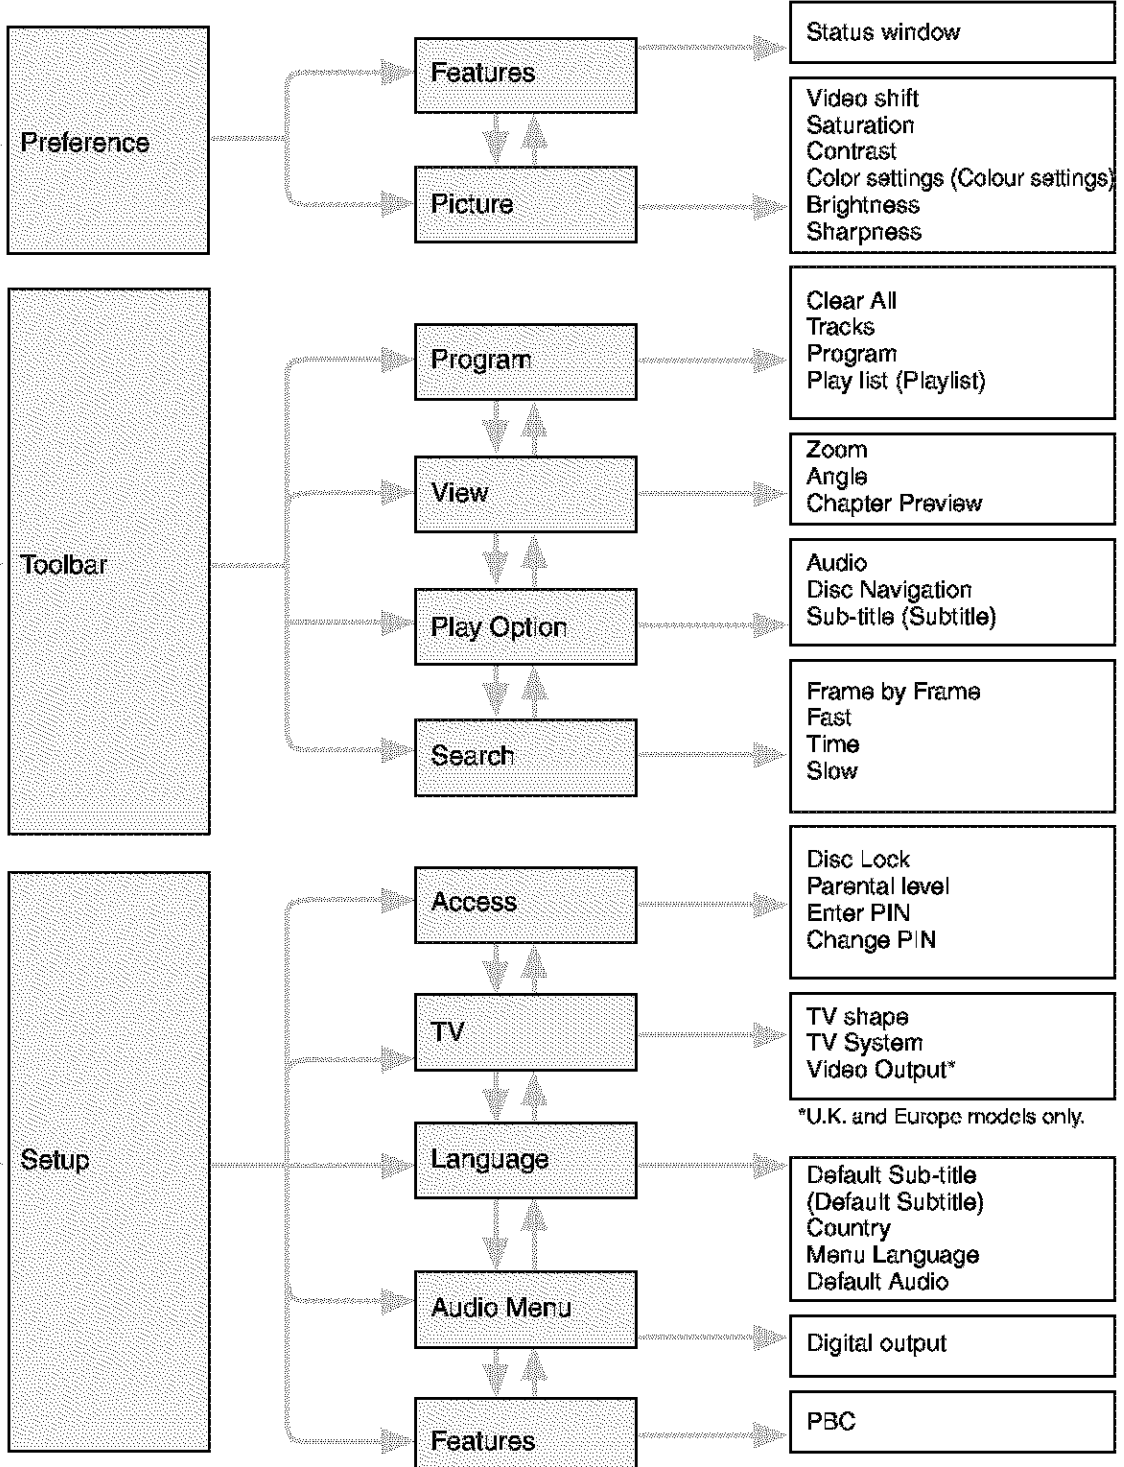 Preference
Features
Status window
Picture
Video shift
Saturation
Contrast
Color settings (Colour settings)
Brightness
Sharpness
Toolbar
Program
Clear All
Tracks
Program
Play list (Playlist)
View
Zoom
Angle
Chapter Preview
Play Option
Audio
Disc Navigation
Sub-title (Subtitle)
Search
Frame by Frame
Fast
Time
Slow
Setup
Access
Disc Lock
Parental level
Enter PIN
Change PIN
TV
TV shape
TV System
Video Output*
*U.K. and Europe models only.
Language
Default Sub-title
(Default Subtitle)
Country
Menu Language
Default Audio
Audio Menu
Digital output
Features
PBC